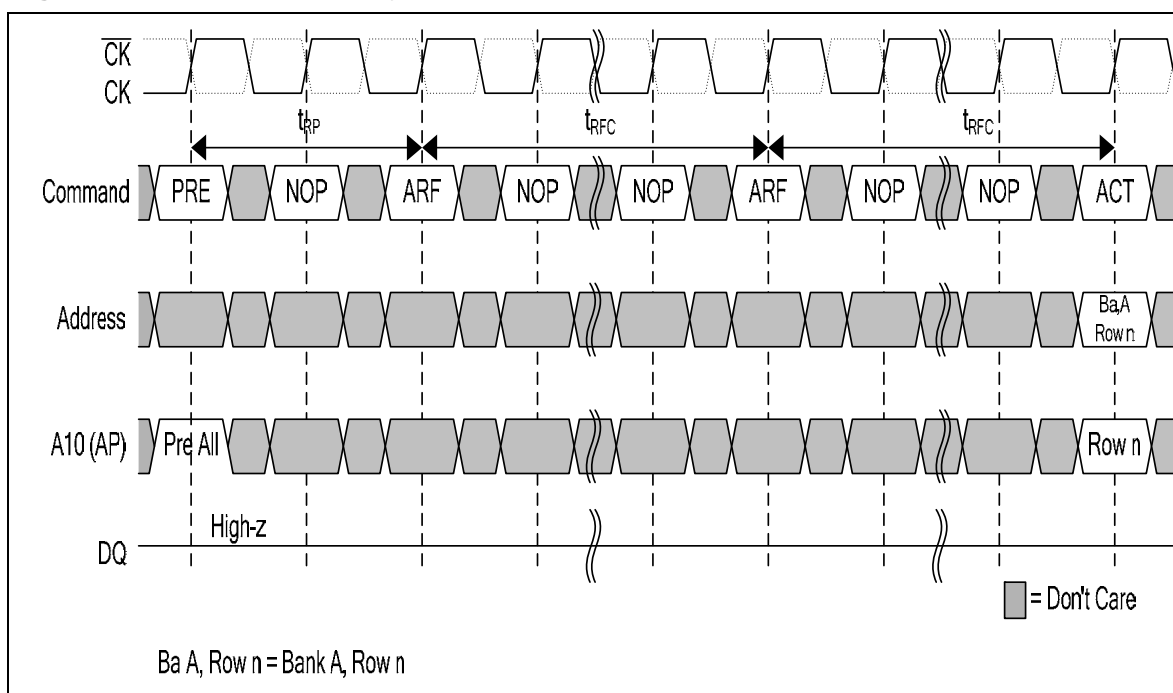 CK
CK
tRP tRFC tRFC
Command PRE NOP ARF NOP NOP ARF NOP NOP ACT
Address Ba,A
Row n
A10 (AP) Pre All Row n
High-z
DQ
= Don't Care
Ba A, Row n = Bank A, Row n